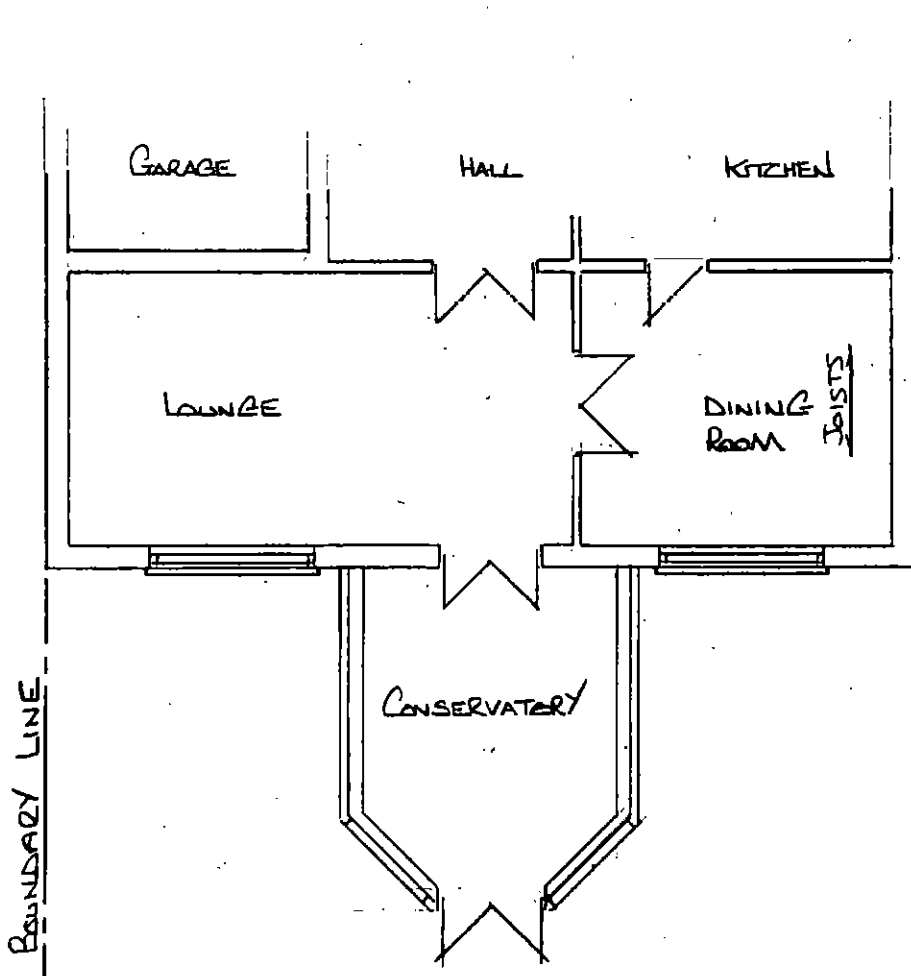 GARAGE
HALL
KITCHEN
LOUNGE
DINING
ROOM
JOISTS
CONSERVATORY
BOUNDARY LINE